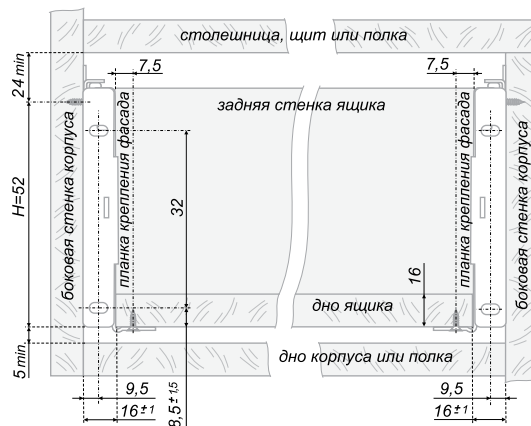 столешница, щит или полка
24 min
7,5
7,5
задняя стенка ящика
боковая стенка корпуса
планка крепления фасада
планка крепления фасада
боковая стенка корпуса
H=52
32
16
дно ящика
дно корпуса или полка
5 min.
9,5
9,5
16±1
8,5±1,5
16±1